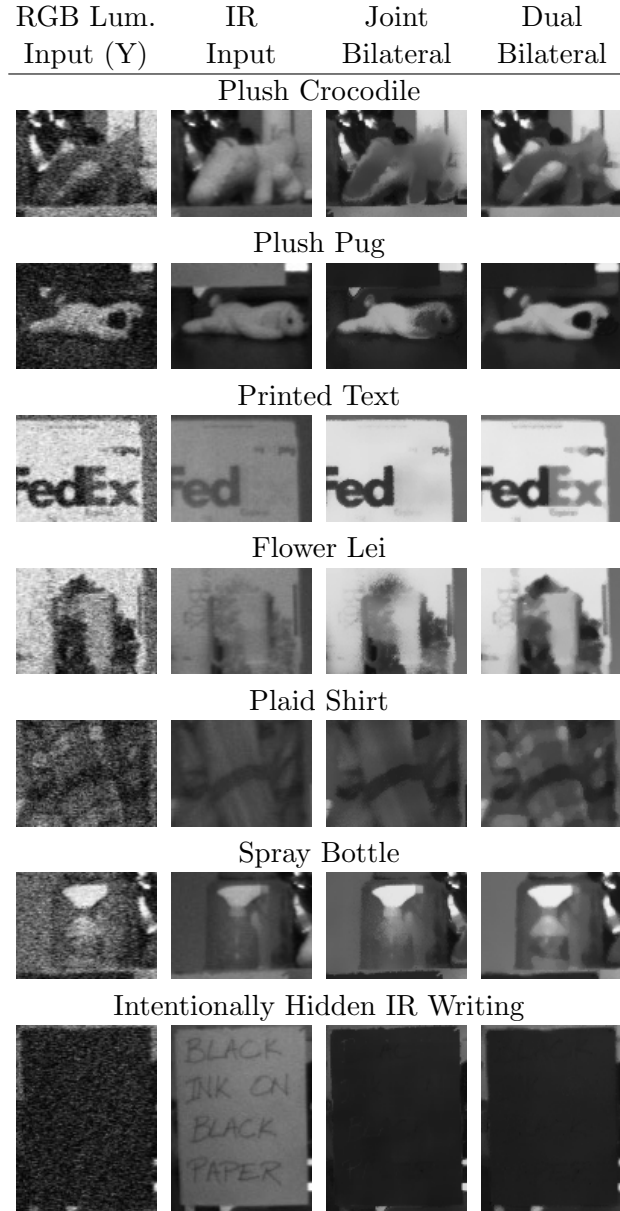 RGB Lum. IR Joint Dual
Input (Y) Input Bilateral Bilateral
Plush Crocodile
Plush Pug
Printed Text
FedEx Fed Fed FedEx
Flower Lei
Plaid Shirt
Spray Bottle
Intentionally Hidden IR Writing
BLACK
INK ON
BLACK
PAPER